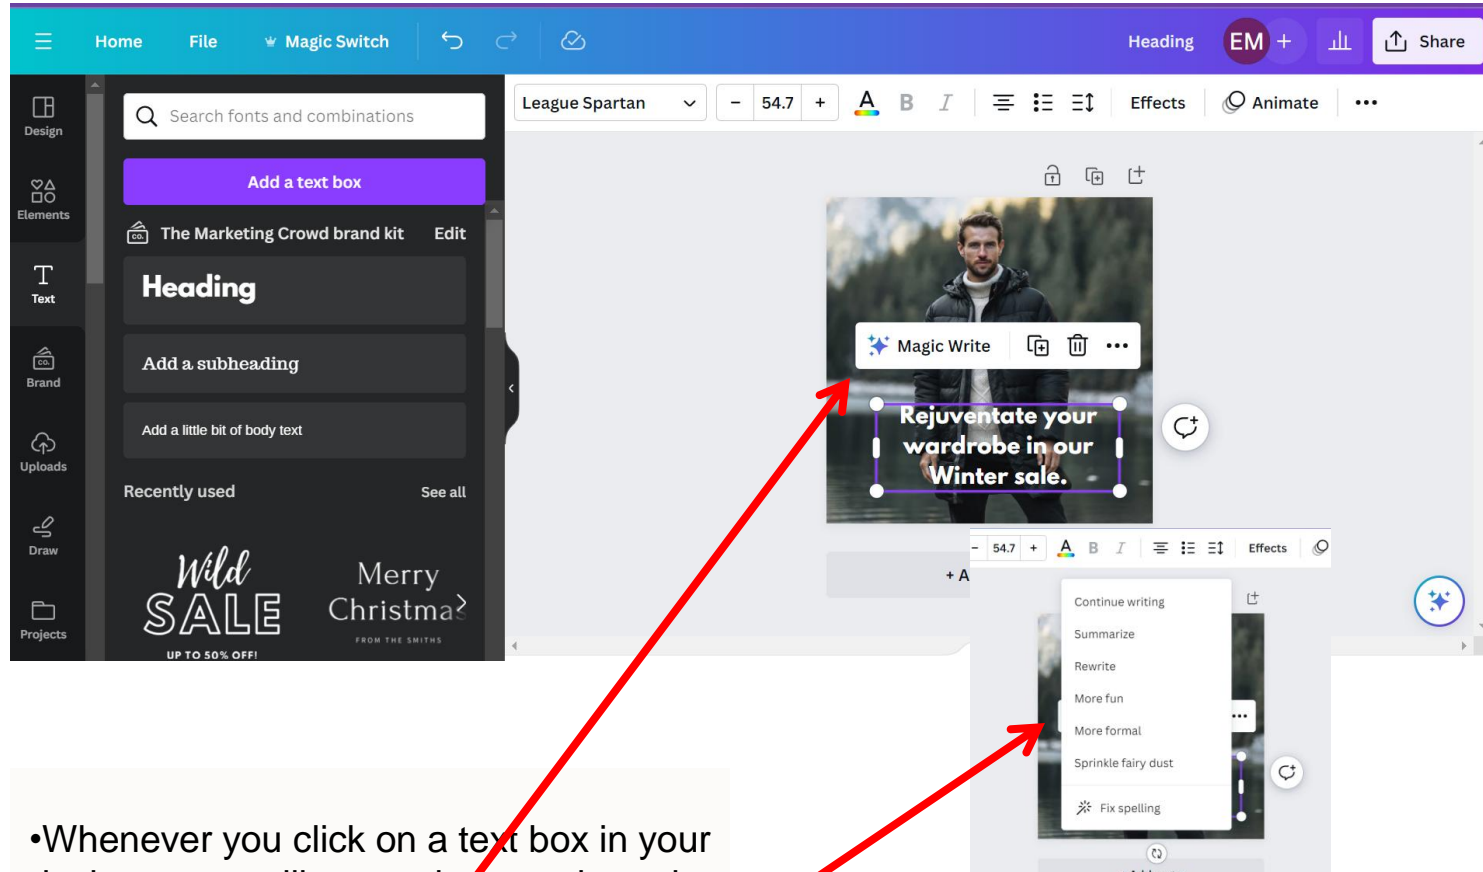 Home File Magic Switch Heading EM + Share
Design
Elements
Text
Brand
Uploads
Draw
Projects
Search fonts and combinations
Add a text box
CO. The Marketing Crowd brand kit Edit
Heading
Add a subheading
Add a little bit of body text
Recently used See all
Wild
SALE
UP TO 50% OFF!
Merry
Christmas
FROM THE SMITHS
League Spartan - 54.7 + A B I Effects Animate
Magic Write
Rejuventate your
wardrobe in our
Winter sale.
+ A
- 54.7 + A B I Effects
Continue writing
Summarize
Rewrite
More fun
More formal
Sprinkle fairy dust
Fix spelling
•Whenever you click on a text box in your